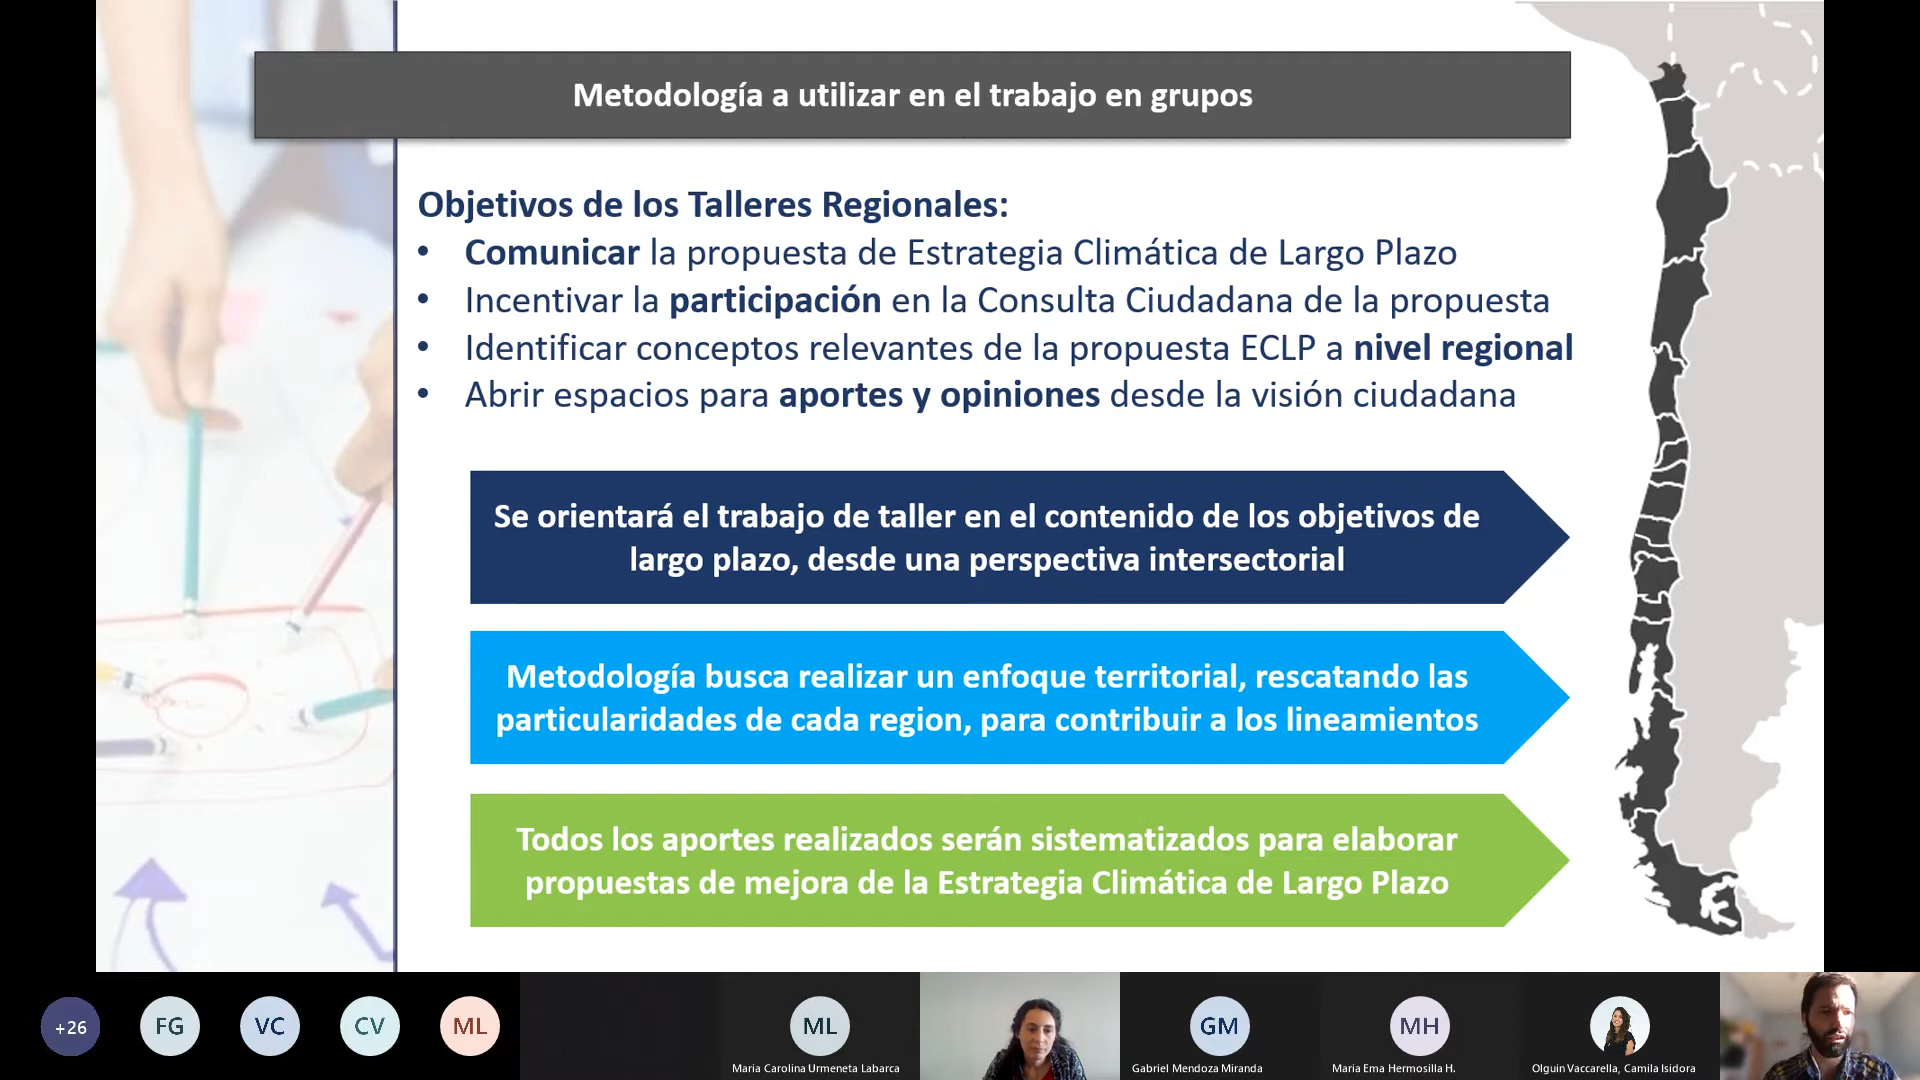 Metodología a utilizar en el trabajo en grupos
Objetivos de los Talleres Regionales:
• Comunicar la propuesta de Estrategia Climática de Largo Plazo
• Incentivar la participación en la Consulta Ciudadana de la propuesta
• Identificar conceptos relevantes de la propuesta ECLP a nivel regional
• Abrir espacios para aportes y opiniones desde la visión ciudadana
Se orientará el trabajo de taller en el contenido de los objetivos de
largo plazo, desde una perspectiva intersectorial
Metodología busca realizar un enfoque territorial, rescatando las
particularidades de cada region, para contribuir a los lineamientos
Todos los aportes realizados serán sistematizados para elaborar
propuestas de mejora de la Estrategia Climática de Largo Plazo
+26
FG
VC
CV
ML
ML
GM
MH
Maria Carolina Urmeneta Labarca
Gabriel Mendoza Miranda
Maria Ema Hermosilla H.
Olguin Vaccarella, Camila Isidora